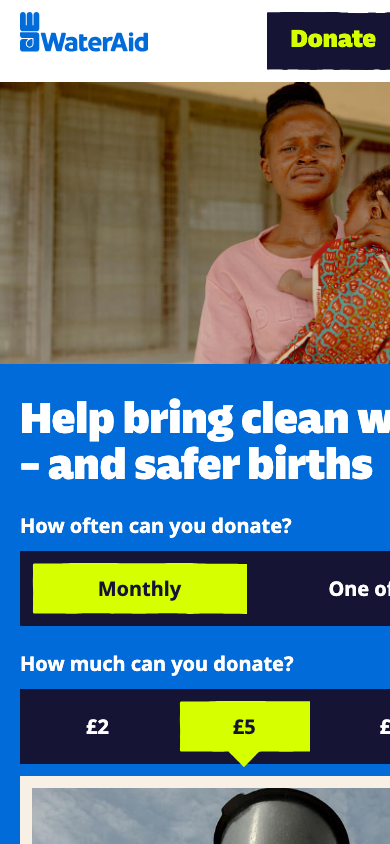 WaterAid
Donate
Help bring clean w
– and safer births
How often can you donate?
Monthly
One of
How much can you donate?
£2
£5
£